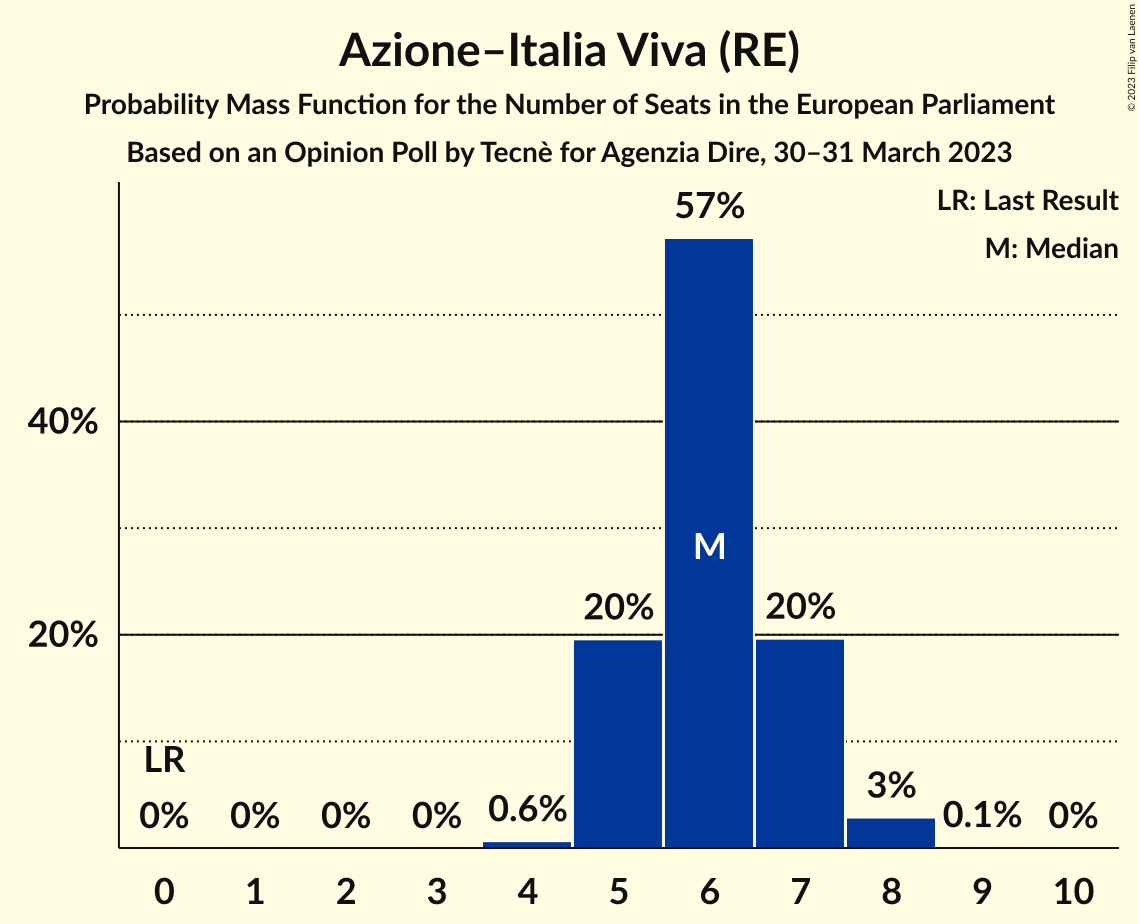 Azione–Italia Viva (RE)
Probability Mass Function for the Number of Seats in the European Parliament
Based on an Opinion Poll by Tecnè for Agenzia Dire, 30–31 March 2023
© 2023 Filip van Laenen
LR: Last Result
M: Median
57%
40%
M
20% 20%
20%
LR
0% 0% 0% 0% 0.6% 3% 0.1% 0%
0 1 2 3 4 5 6 7 8 9 10